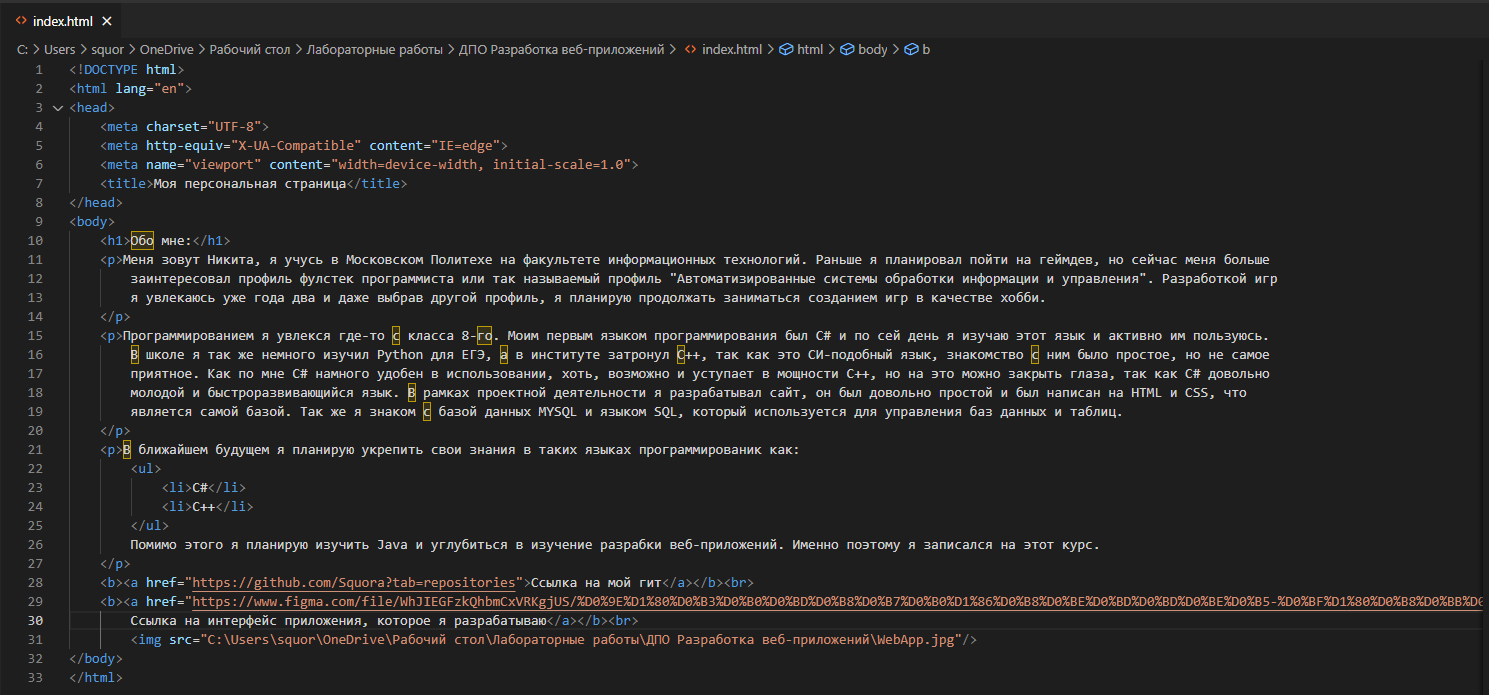 index.html
C: > Users > squor > OneDrive > Рабочий стол > Лабораторные работы > ДПО Разработка веб-приложений > index.html > html > body > b
1 <!DOCTYPE html>
2 <html lang="en">
3 <head>
4 <meta charset="UTF-8">
5 <meta http-equiv="X-UA-Compatible" content="IE=edge">
6 <meta name="viewport" content="width=device-width, initial-scale=1.0">
7 <title>Моя персональная страница</title>
8 </head>
9 <body>
10 <h1>Обо мне:</h1>
11 <p>Меня зовут Никита, я учусь в Московском Политехе на факультете информационных технологий. Раньше я планировал пойти на геймдев, но сейчас меня больше
12 заинтересовал профиль фулстек программиста или так называемый профиль "Автоматизированные системы обработки информации и управления". Разработкой игр
13 я увлекаюсь уже года два и даже выбрав другой профиль, я планирую продолжать заниматься созданием игр в качестве хобби.
14 </p>
15 <p>Программированием я увлекся где-то с класса 8-го. Моим первым языком программирования был C# и по сей день я изучаю этот язык и активно им пользуюсь.
16 В школе я так же немного изучил Python для ЕГЭ, а в институте затронул С++, так как это СИ-подобный язык, знакомство с ним было простое, но не самое
17 приятное. Как по мне C# намного удобен в использовании, хоть, возможно и уступает в мощности C++, но на это можно закрыть глаза, так как C# довольно
18 молодой и быстроразвивающийся язык. В рамках проектной деятельности я разрабатывал сайт, он был довольно простой и был написан на HTML и CSS, что
19 является самой базой. Так же я знаком с базой данных MYSQL и языком SQL, который используется для управления баз данных и таблиц.
20 </p>
21 <p>В ближайшем будущем я планирую укрепить свои знания в таких языках программированик как:
22 <ul>
23 <li>C#</li>
24 <li>C++</li>
25 </ul>
26 Помимо этого я планирую изучить Java и углубиться в изучение разрабки веб-приложений. Именно поэтому я записался на этот курс.
27 </p>
28 <b><a href="https://github.com/Squora?tab=repositories">Ссылка на мой гит</a></b><br>
29 <b><a href="https://www.figma.com/file/WhJIEGFzkQhbmCxVRKgjUS/%D0%9E%D1%80%D0%B3%D0%B0%D0%BD%D0%B8%D0%B7%D0%B0%D1%86%D0%B8%D0%BE%D0%BD%D0%BD%D0%BE%D0%B5-%D0%BF%D1%80%D0%B8%D0%BB%D0
30 Ссылка на интерфейс приложения, которое я разрабатываю</a></b><br>
31 <img src="C:\Users\squor\OneDrive\Рабочий стол\Лабораторные работы\ДПО Разработка веб-приложений\WebApp.jpg"/>
32 </body>
33 </html>